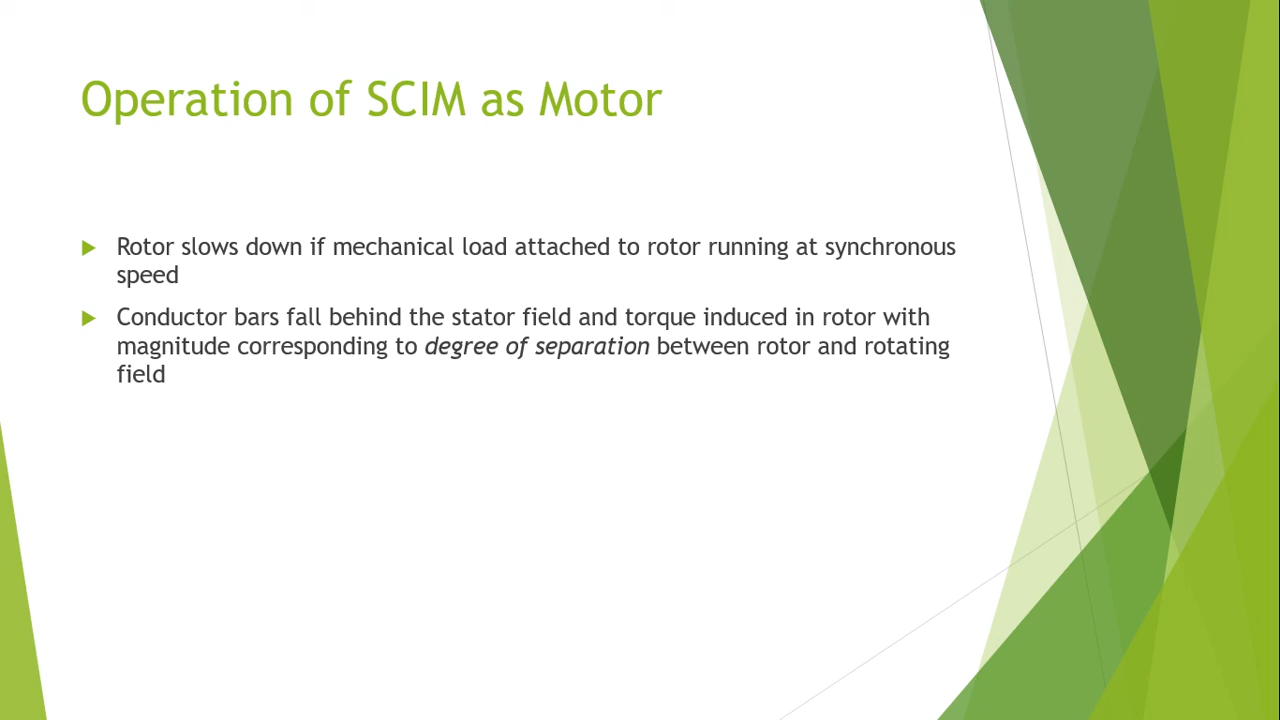 Operation of SCIM as Motor
Rotor slows down if mechanical load attached to rotor running at synchronous
speed
Conductor bars fall behind the stator field and torque induced in rotor with
magnitude corresponding to degree of separation between rotor and rotating
field